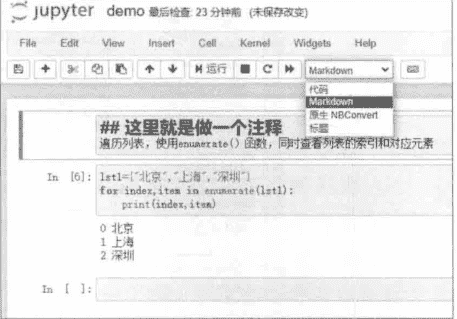 jupyter demo 最后检查: 23 分钟前 (未保存改变)
File Edit View Insert Cell Kernel Widgets Help
运行 Markdown
代码
Markdown
原生 NBConvert
标题
## 这里就是做一个注释
遍历列表，使用enumerate()函数，同时查看列表的索引和对应元素
In [6]: lst1=["北京","上海","深圳"]
for index,item in enumerate(lst1):
print(index,item)
0 北京
1 上海
2 深圳
In [ ]: